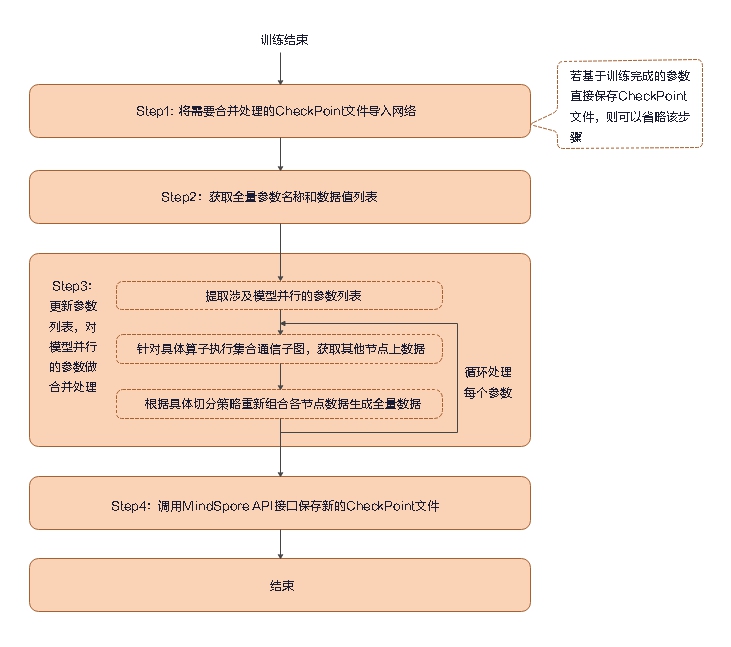 训练结束
Step1: 将需要合并处理的CheckPoint文件导入网络
若基于训练完成的参数
直接保存CheckPoint
文件，则可以省略该步
骤
Step2：获取全量参数名称和数据值列表
Step3：
更新参数
列表，对
模型并行
的参数做
合并处理
提取涉及模型并行的参数列表
针对具体算子执行集合通信子图，获取其他节点上数据
根据具体切分策略重新组合各节点数据生成全量数据
循环处理
每个参数
Step4：调用MindSpore API接口保存新的CheckPoint文件
结束